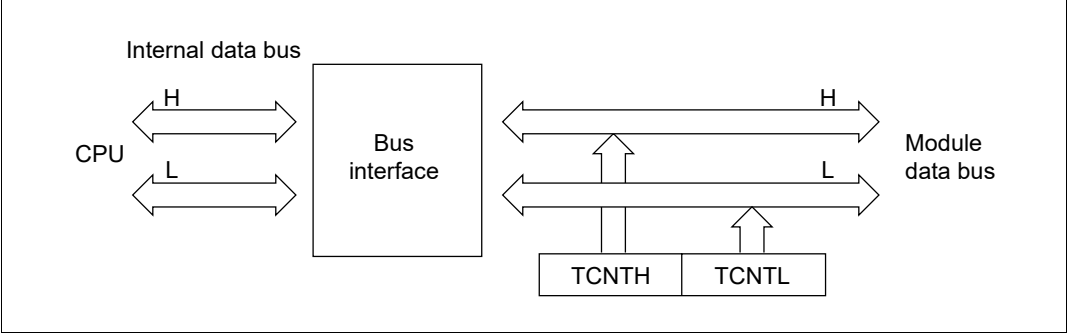 Internal data bus
H
H
CPU
Bus
interface
Module
data bus
L
L
TCNTH
TCNTL